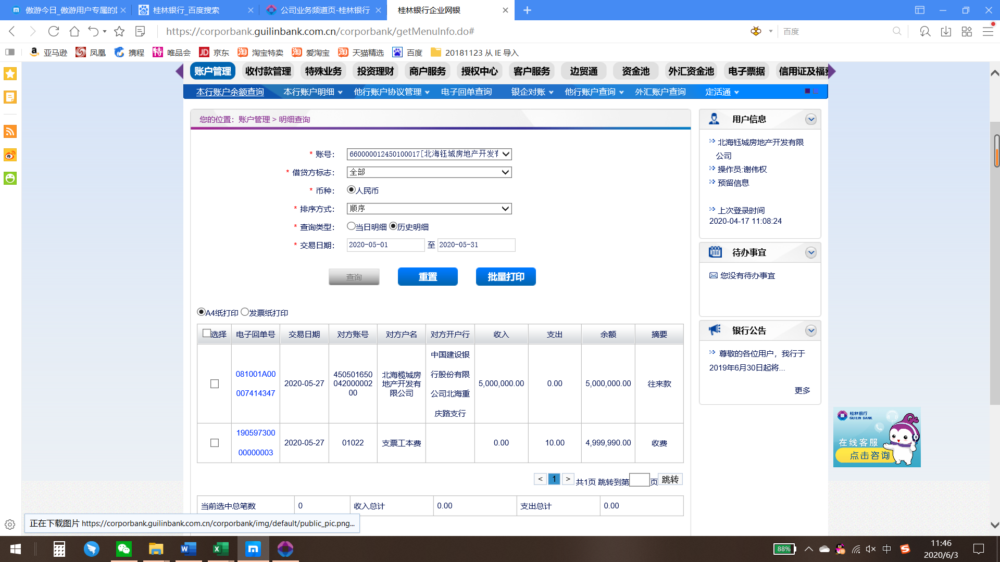 傲游今日_傲游用户专属的
桂林银行_百度搜索
公司业务频道页-桂林银行
桂林银行企业网银
https://corporbank.guilinbank.com.cn/corporbank/getMenuInfo.do#
百度
亚马逊
凤凰
携程
特
唯品会
JD
京东
淘
淘宝特卖
淘
爱淘宝
淘
天猫精选
百度
20181123 从 IE 导入
账户管理
收付款管理
特殊业务
投资理财
商户服务
授权中心
客户服务
边贸通
资金池
外汇资金池
电子票据
信用证及福费
本行账户余额查询
本行账户明细
他行账户协议管理
电子回单查询
银企对账
他行账户查询
外汇账户查询
定活通
您的位置：账户管理 > 明细查询
* 账号：
660000012450100017[北海钰城房地产开发有
* 借贷方标志：
全部
* 币种：
人民币
* 排序方式：
顺序
* 查询类型：
当日明细
历史明细
* 交易日期：
2020-05-01
至
2020-05-31
查询
重置
批量打印
A4纸打印
发票纸打印
选择
电子回单号
交易日期
对方账号
对方户名
对方开户行
收入
支出
余额
摘要
081001A00
007414347
2020-05-27
450501650
042000002
00
北海榄城房
地产开发有
限公司
中国建设银
行股份有限
公司北海重
庆路支行
5,000,000.00
0.00
5,000,000.00
往来款
190597300
00000003
2020-05-27
01022
支票工本费
0.00
10.00
4,999,990.00
收费
<
1
>
共1页 跳转到第
页
跳转
当前选中总笔数
0
收入总计
0.00
支出总计
0.00
用户信息
北海钰城房地产开发有限
公司
操作员:谢伟权
预留信息
上次登录时间
2020-04-17 11:08:24
待办事宜
您没有待办事宜
银行公告
尊敬的各位用户，我行于
2019年6月30日起将...
更多
桂林银行
GUILIN BANK
在线客服
点击咨询
正在下载图片 https://corporbank.guilinbank.com.cn/corporbank/img/default/public_pic.png...
88%
中
11:46
2020/6/3